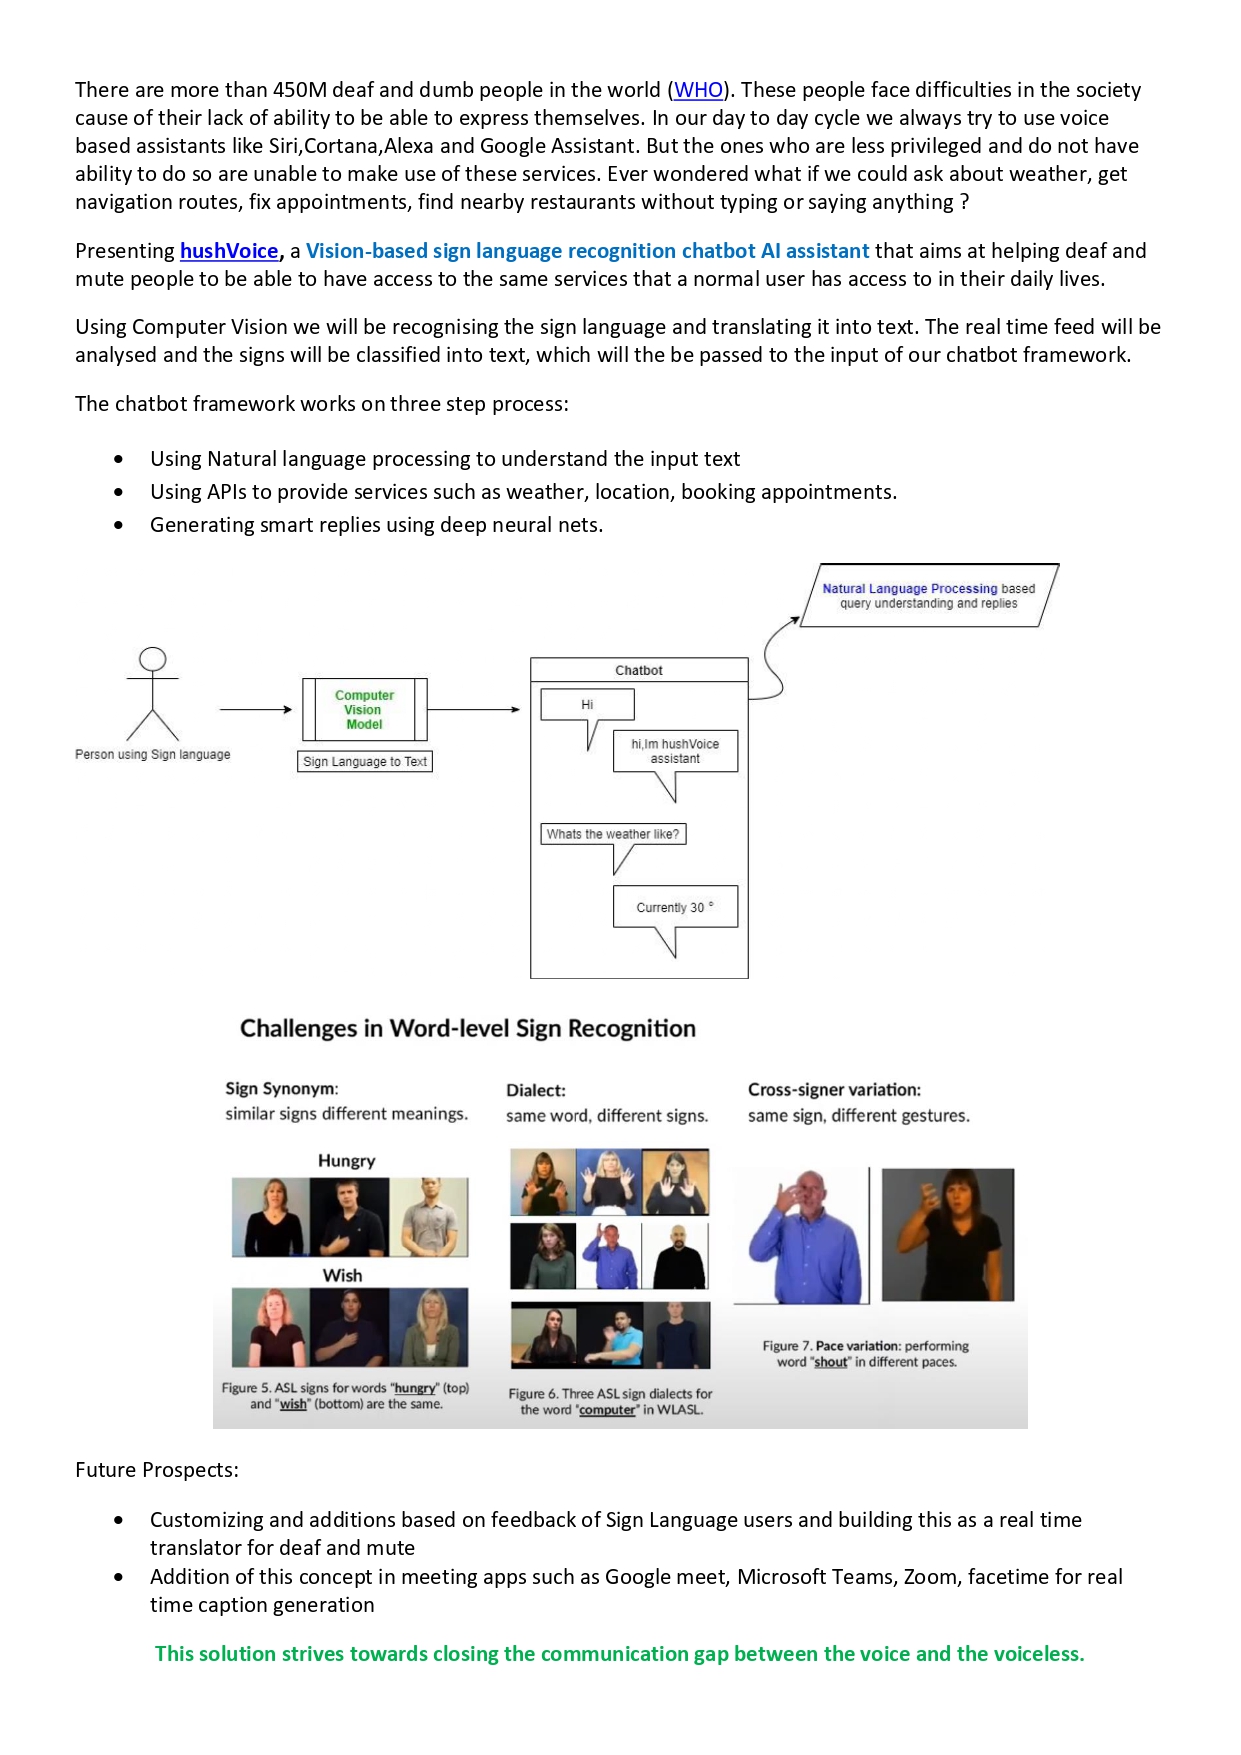 There are more than 450M deaf and dumb people in the world (WHO). These people face difficulties in the society
cause of their lack of ability to be able to express themselves. In our day to day cycle we always try to use voice
based assistants like Siri,Cortana,Alexa and Google Assistant. But the ones who are less privileged and do not have
ability to do so are unable to make use of these services. Ever wondered what if we could ask about weather, get
navigation routes, fix appointments, find nearby restaurants without typing or saying anything ?
Presenting hushVoice, a Vision-based sign language recognition chatbot AI assistant that aims at helping deaf and
mute people to be able to have access to the same services that a normal user has access to in their daily lives.
Using Computer Vision we will be recognising the sign language and translating it into text. The real time feed will be
analysed and the signs will be classified into text, which will the be passed to the input of our chatbot framework.
The chatbot framework works on three step process:
• Using Natural language processing to understand the input text
• Using APIs to provide services such as weather, location, booking appointments.
• Generating smart replies using deep neural nets.
Natural Language Processing based
query understanding and replies
Person using Sign language
Computer
Vision
Model
Sign Language to Text
Chatbot
Hi
hi,Im hushVoice
assistant
Whats the weather like?
Currently 30 °
Challenges in Word-level Sign Recognition
Sign Synonym:
similar signs different meanings.
Hungry
Wish
Figure 5. ASL signs for words "hungry" (top)
and "wish" (bottom) are the same.
Dialect:
same word, different signs.
Figure 6. Three ASL sign dialects for
the word "computer" in WLASL.
Cross-signer variation:
same sign, different gestures.
Figure 7. Pace variation: performing
word "shout" in different paces.
Future Prospects:
• Customizing and additions based on feedback of Sign Language users and building this as a real time
translator for deaf and mute
• Addition of this concept in meeting apps such as Google meet, Microsoft Teams, Zoom, facetime for real
time caption generation
This solution strives towards closing the communication gap between the voice and the voiceless.